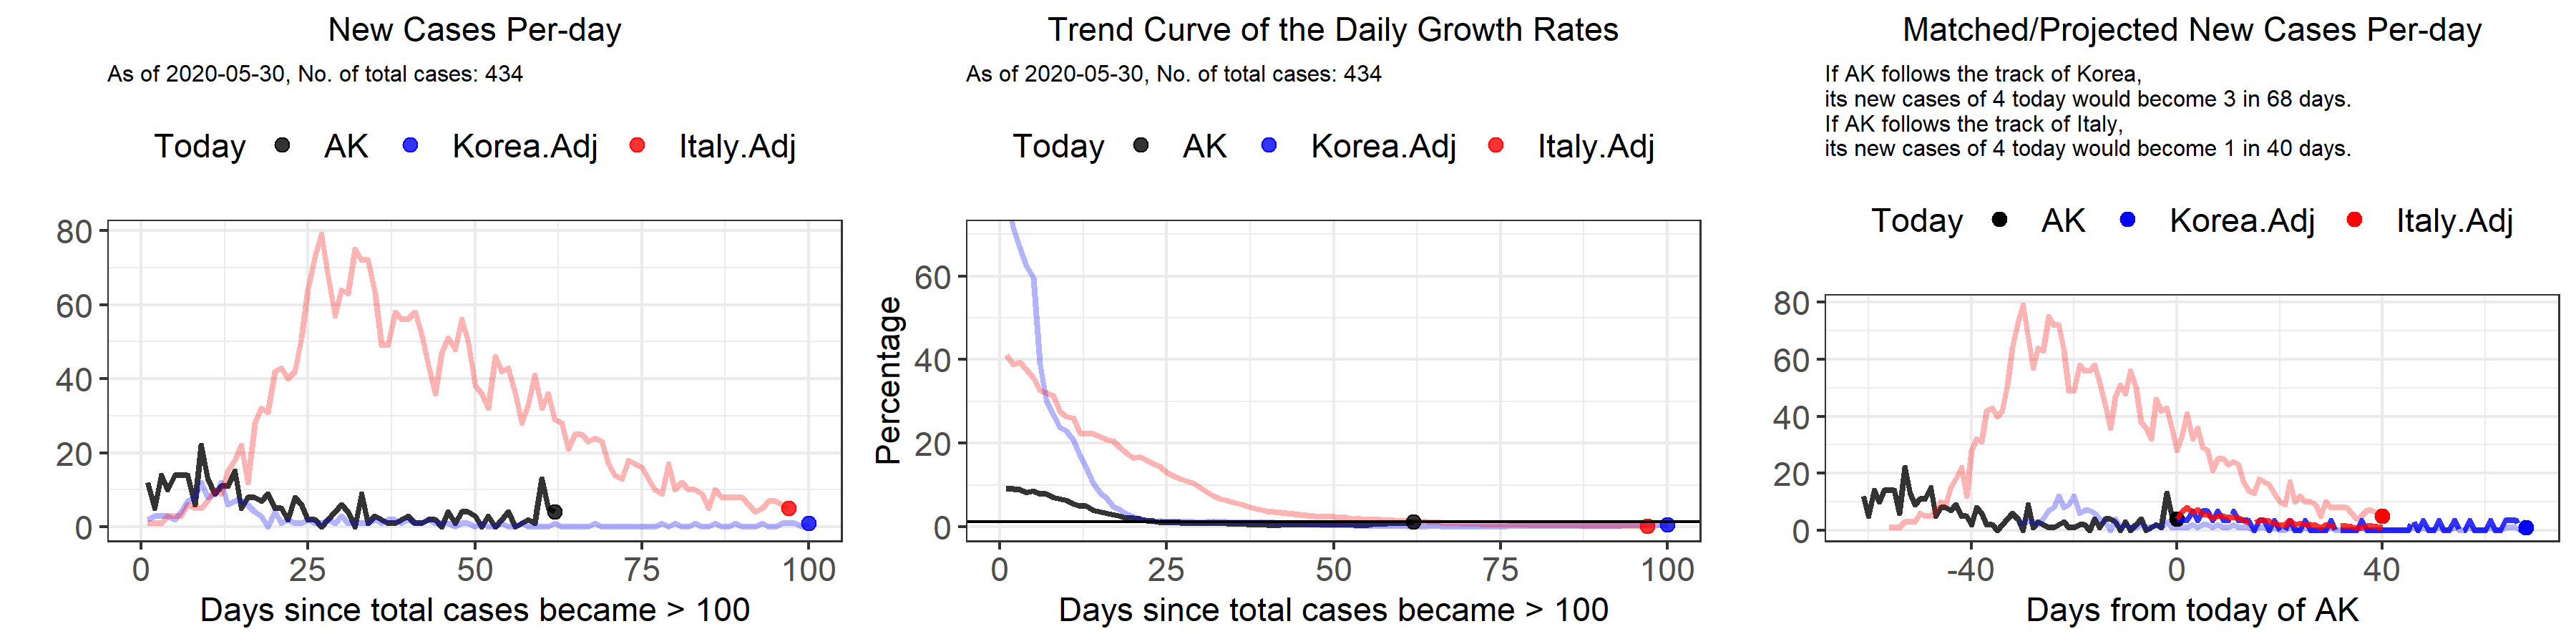 New Cases Per-day
As of 2020-05-30, No. of total cases: 434
Today AK Korea.Adj Italy.Adj
80
60
40
20
0
0 25 50 75 100
Days since total cases became > 100
Trend Curve of the Daily Growth Rates
As of 2020-05-30, No. of total cases: 434
Today AK Korea.Adj Italy.Adj
Percentage
60
40
20
0
0 25 50 75 100
Days since total cases became > 100
Matched/Projected New Cases Per-day
If AK follows the track of Korea,
its new cases of 4 today would become 3 in 68 days.
If AK follows the track of Italy,
its new cases of 4 today would become 1 in 40 days.
Today AK Korea.Adj Italy.Adj
80
60
40
20
0
-40 0 40
Days from today of AK